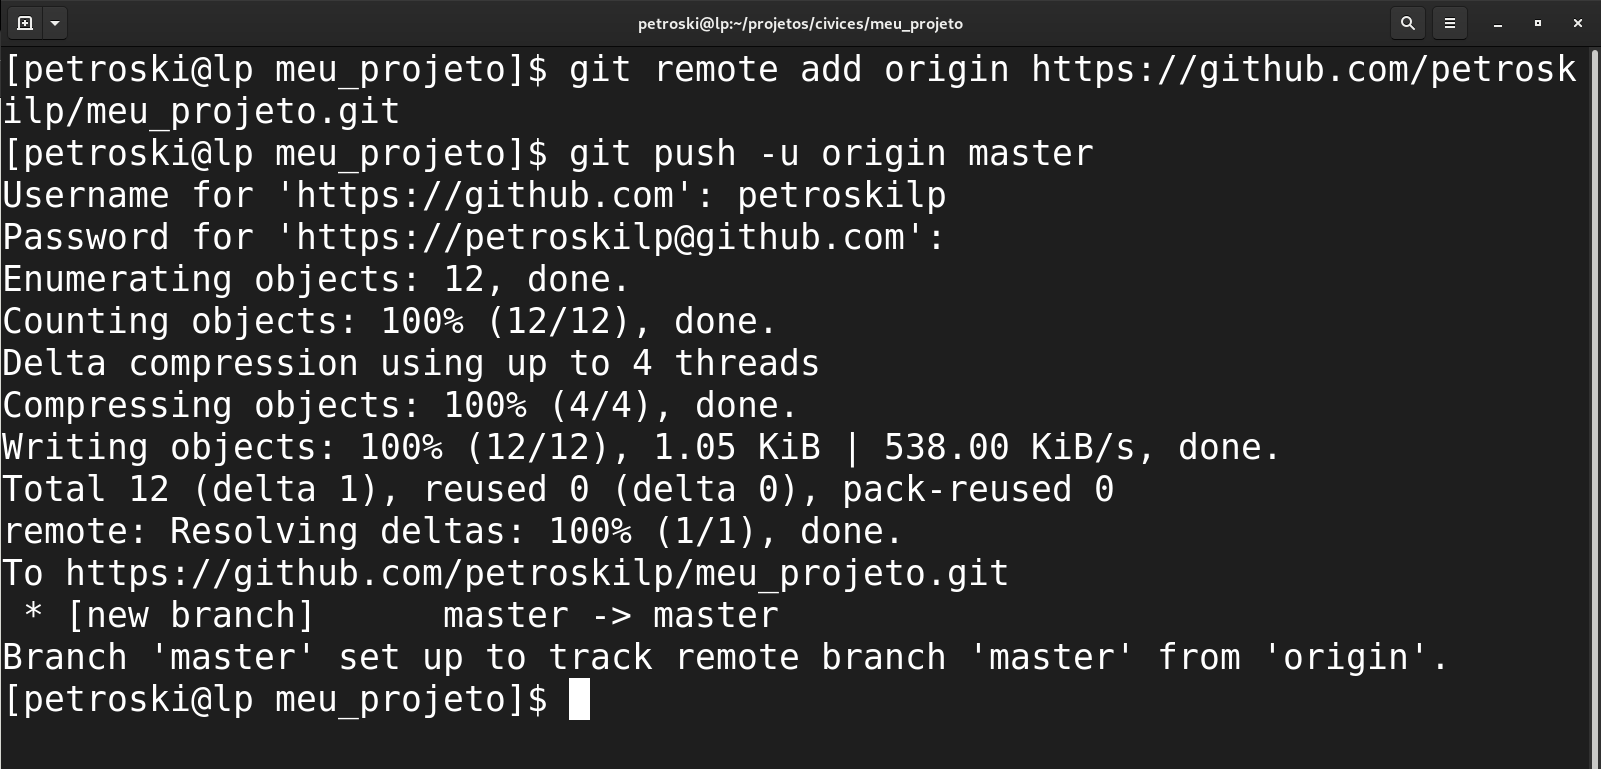 petroski@lp:~/projetos/civices/meu_projeto
[petroski@lp meu_projeto]$ git remote add origin https://github.com/petrosk
ilp/meu_projeto.git
[petroski@lp meu_projeto]$ git push -u origin master
Username for 'https://github.com': petroskilp
Password for 'https://petroskilp@github.com':
Enumerating objects: 12, done.
Counting objects: 100% (12/12), done.
Delta compression using up to 4 threads
Compressing objects: 100% (4/4), done.
Writing objects: 100% (12/12), 1.05 KiB | 538.00 KiB/s, done.
Total 12 (delta 1), reused 0 (delta 0), pack-reused 0
remote: Resolving deltas: 100% (1/1), done.
To https://github.com/petroskilp/meu_projeto.git
 * [new branch]      master -> master
Branch 'master' set up to track remote branch 'master' from 'origin'.
[petroski@lp meu_projeto]$